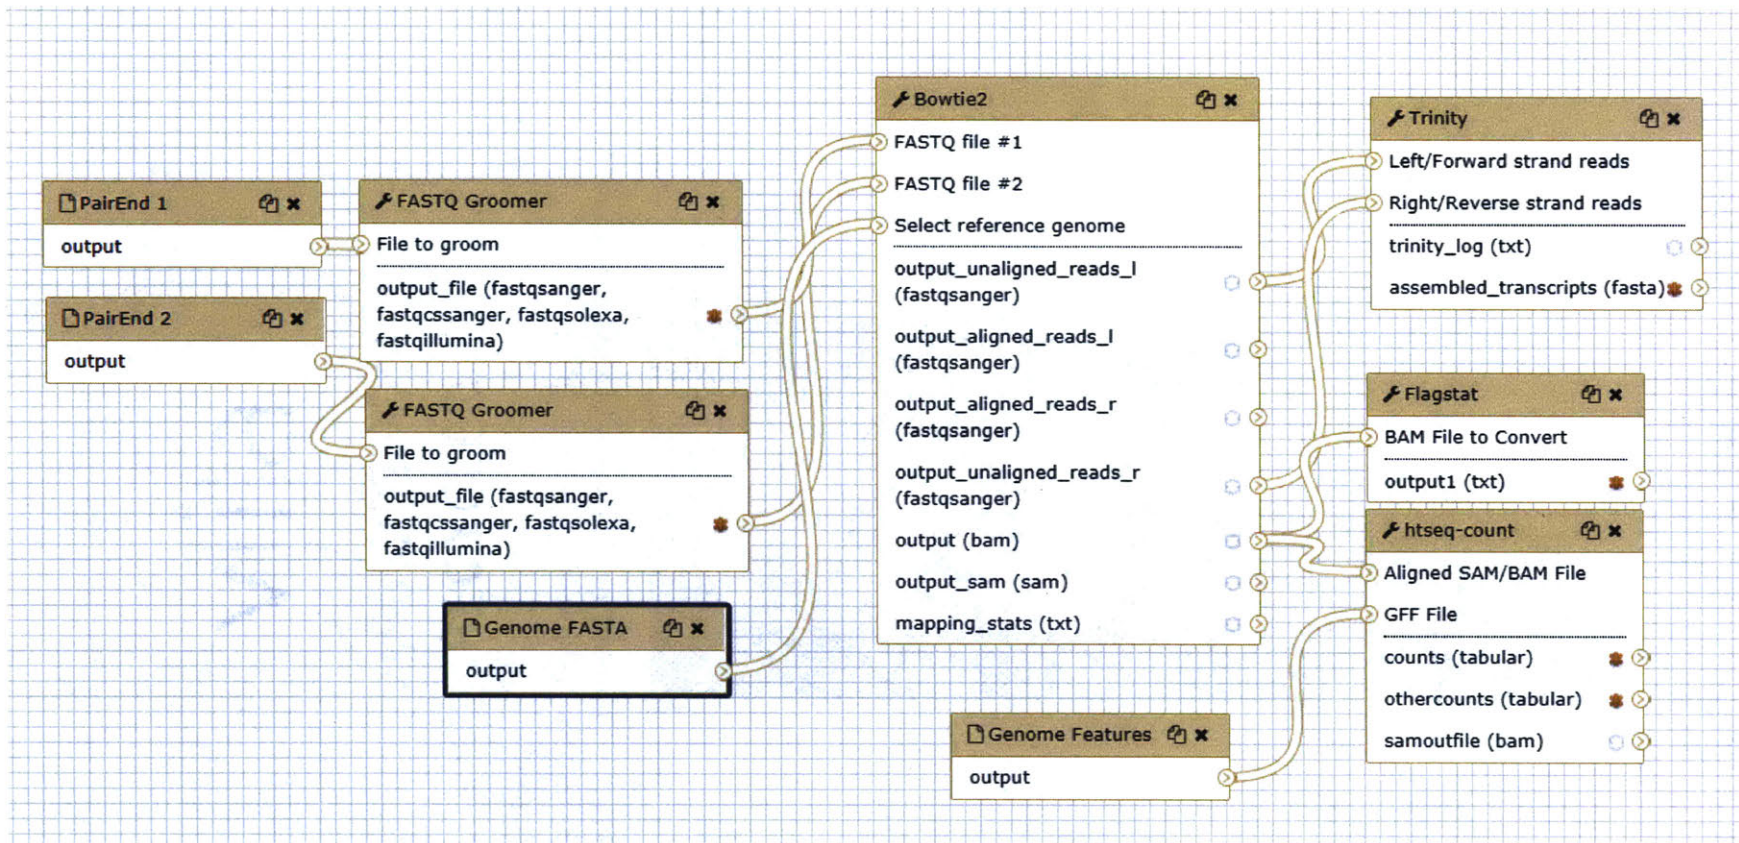 PairEnd 1
output
PairEnd 2
output
FASTQ Groomer
File to groom
output_file (fastqsanger,
fastqcssanger, fastqsolexa,
fastqillumina)
FASTQ Groomer
File to groom
output_file (fastqsanger,
fastqcssanger, fastqsolexa,
fastqillumina)
Genome FASTA
output
Bowtie2
FASTQ file #1
FASTQ file #2
Select reference genome
output_unaligned_reads_l
(fastqsanger)
output_aligned_reads_l
(fastqsanger)
output_aligned_reads_r
(fastqsanger)
output_unaligned_reads_r
(fastqsanger)
output (bam)
output_sam (sam)
mapping_stats (txt)
Genome Features
output
Trinity
Left/Forward strand reads
Right/Reverse strand reads
trinity_log (txt)
assembled_transcripts (fasta)
Flagstat
BAM File to Convert
output1 (txt)
htseq-count
Aligned SAM/BAM File
GFF File
counts (tabular)
othercounts (tabular)
samoutfile (bam)